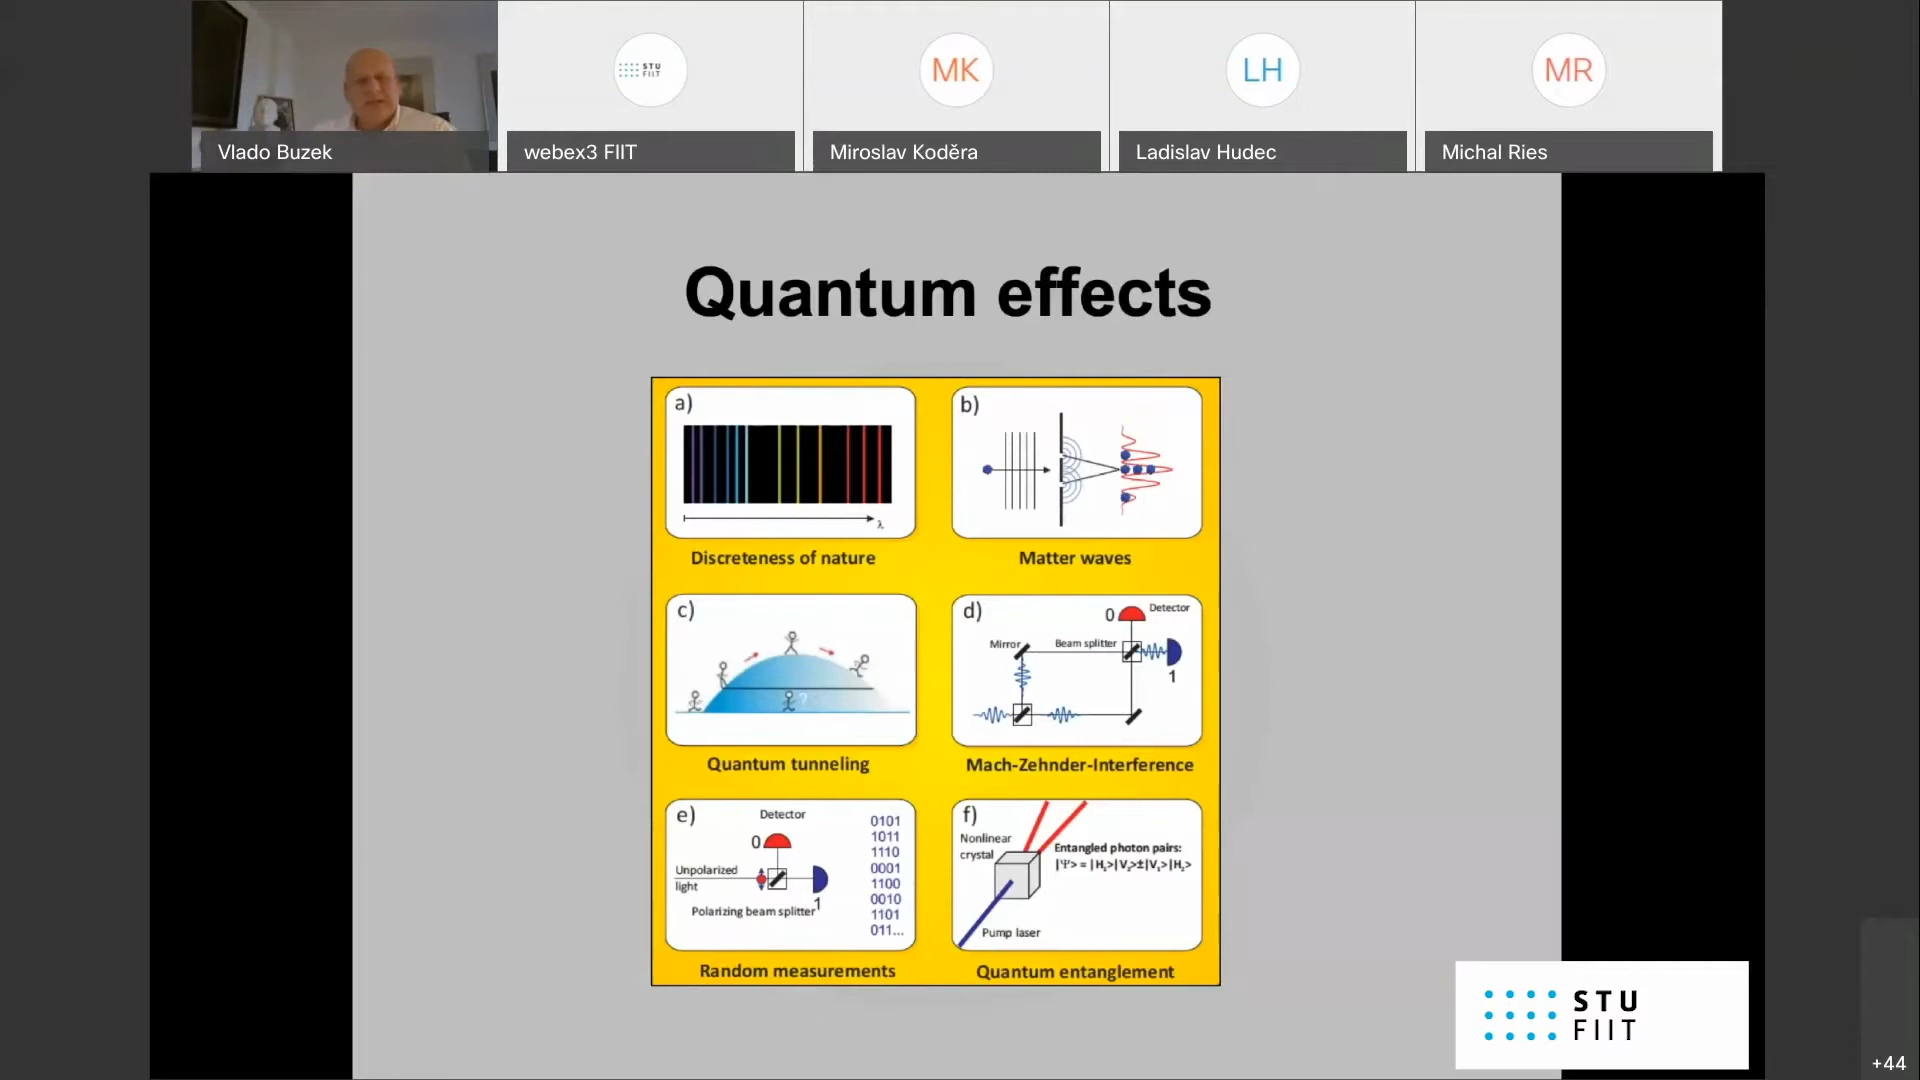 STU
FIIT
MK
LH
MR
Vlado Buzek
webex3 FIIT
Miroslav Koděra
Ladislav Hudec
Michal Ries
Quantum effects
a)
λ
Discreteness of nature
b)
Matter waves
c)
?
Quantum tunneling
d)
0
Detector
Mirror
Beam splitter
1
Mach-Zehnder-Interference
e)
Detector
0
Unpolarized
light
1
Polarizing beam splitter
0101
1011
1110
0001
1100
0010
1101
011...
Random measurements
f)
Nonlinear
crystal
Entangled photon pairs:
|Ψ> = |H₁>|V₂>±|V₁>|H₂>
Pump laser
Quantum entanglement
STU
FIIT
+44